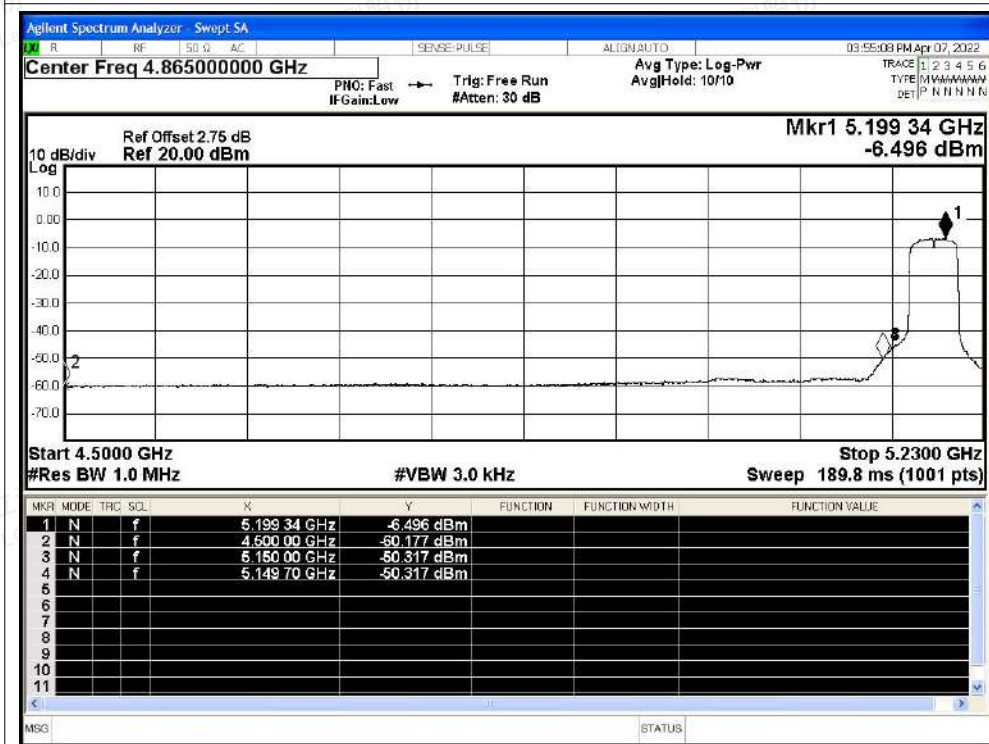 Agilent Spectrum Analyzer - Swept SA
LXI R RF 50 Ω AC SENSE:PULSE ALIGN AUTO 03:55:08 PM Apr 07, 2022
Center Freq 4.865000000 GHz
PNO: Fast
IFGain:Low
Trig: Free Run
#Atten: 30 dB
Avg Type: Log-Pwr
Avg|Hold: 10/10
TRACE 1 2 3 4 5 6
TYPE M
DET P N N N N N
Mkr1 5.199 34 GHz
-6.496 dBm
Ref Offset 2.75 dB
10 dB/div Ref 20.00 dBm
Log
10.0
0.00
-10.0
-20.0
-30.0
-40.0
-50.0
-60.0
-70.0
1
2
Start 4.5000 GHz Stop 5.2300 GHz
#Res BW 1.0 MHz #VBW 3.0 kHz Sweep 189.8 ms (1001 pts)
MKR MODE TRC SCL X Y FUNCTION FUNCTION WIDTH FUNCTION VALUE
1 N f 5.199 34 GHz -6.496 dBm
2 N f 4.500 00 GHz -60.177 dBm
3 N f 5.150 00 GHz -50.317 dBm
4 N f 5.149 70 GHz -50.317 dBm
5
6
7
8
9
10
11
MSG STATUS